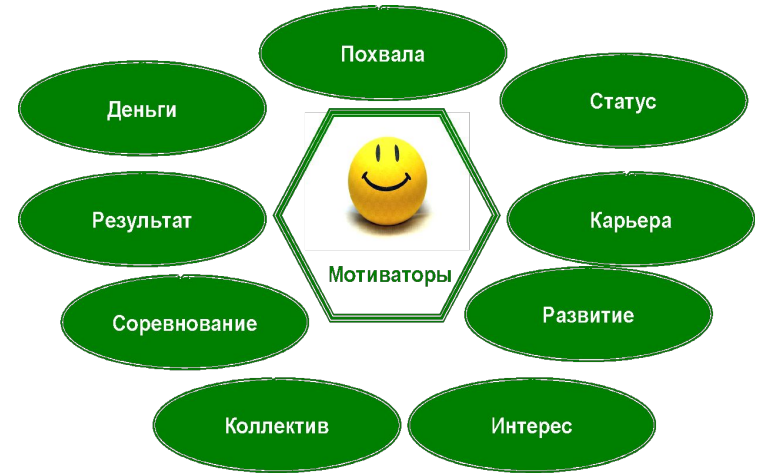 Похвала
Деньги
Статус
Результат
Карьера
Мотиваторы
Соревнование
Развитие
Коллектив
Интерес